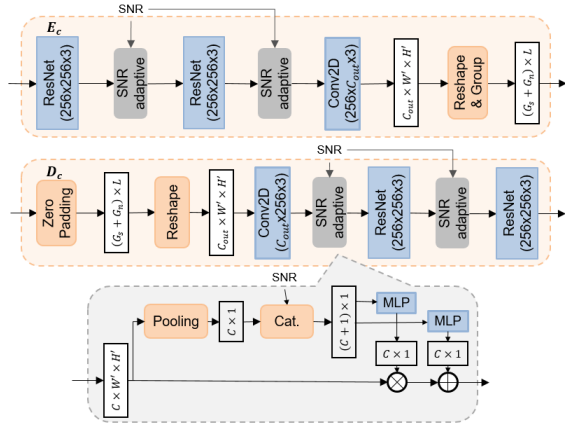 SNR
E_c
ResNet
(256x256x3)
SNR
adaptive
ResNet
(256x256x3)
SNR
adaptive
Conv2D
(256xC_out x3)
C_out × W' × H'
Reshape
& Group
(G_s + G_n) × L
SNR
D_c
Zero
Padding
(G_s + G_n) × L
Reshape
C_out × W' × H'
Conv2D
(C_out x256x3)
SNR
adaptive
ResNet
(256x256x3)
SNR
adaptive
ResNet
(256x256x3)
SNR
C × W' × H'
Pooling
C × 1
Cat.
(C + 1) × 1
MLP
MLP
C × 1
C × 1